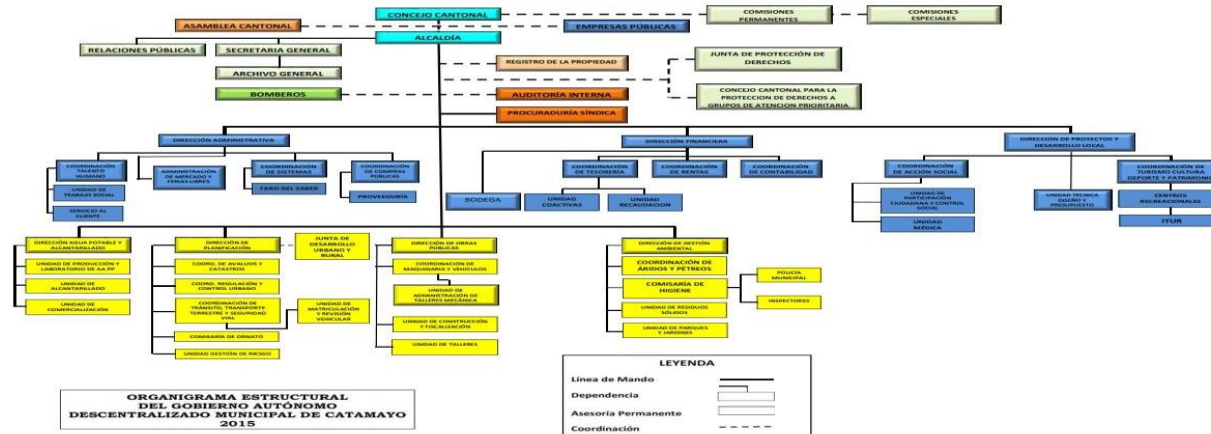 CONCEJO CANTONAL
COMISIONES
PERMANENTES
COMISIONES
ESPECIALES
ASAMBLEA CANTONAL
EMPRESAS PÚBLICAS
ALCALDÍA
RELACIONES PÚBLICAS
SECRETARIA GENERAL
ARCHIVO GENERAL
REGISTRO DE LA PROPIEDAD
JUNTA DE PROTECCIÓN DE
DERECHOS
BOMBEROS
AUDITORÍA INTERNA
CONCEJO CANTONAL PARA LA
PROTECCION DE DERECHOS A
GRUPOS DE ATENCION PRIORITARIA
PROCURADURÍA SÍNDICA
DIRECCIÓN ADMINISTRATIVA
DIRECCIÓN FINANCIERA
DIRECCIÓN DE PROYECTOS Y
DESARROLLO LOCAL
COORDINACIÓN
TALENTO
HUMANO
UNIDAD DE
TRABAJO SOCIAL
SERVICIO AL
CLIENTE
ADMINISTRACIÓN
DE MERCADO Y
FERIAS LIBRES
COORDINACIÓN
DE SISTEMAS
FARO DEL SABER
COORDINACIÓN
DE COMPRAS
PÚBLICAS
PROVEEDURÍA
BODEGA
COORDINACIÓN
DE TESORERÍA
UNIDAD
COACTIVAS
UNIDAD
RECAUDACION
COORDINACIÓN
DE RENTAS
COORDINACIÓN
DE CONTABILIDAD
COORDINACIÓN
DE ACCIÓN SOCIAL
UNIDAD DE
PARTICIPACIÓN
CIUDADANA Y CONTROL
SOCIAL
UNIDAD
MÉDICA
UNIDAD TECNICA
DISEÑO Y
PRESUPUESTO
COORDINACIÓN DE
TURISMO CULTURA
DEPORTE Y PATRIMONIO
CENTROS
RECREACIONALES
ITUR
DIRECCIÓN AGUA POTABLE Y
ALCANTARILLADO
UNIDAD DE PRODUCCIÓN Y
LABORATORIO DE AA PP
UNIDAD DE
ALCANTARILLADO
UNIDAD DE
COMERCIALIZACIÓN
DIRECCIÓN DE
PLANIFICACIÓN
JUNTA DE
DESARROLLO
URBANO Y
RURAL
COORD. DE AVALUOS Y
CATASTROS
COORD. REGULACIÓN Y
CONTROL URBANO
COORDINACIÓN DE
TRÁNSITO, TRANSPORTE
TERRESTRE Y SEGURIDAD
VIAL
UNIDAD DE
MATRICULACIÓN
Y REVISIÓN
VEHICULAR
COMISARÍA DE ORNATO
UNIDAD GESTIÓN DE RIESGO
DIRECCIÓN DE OBRAS
PÚBLICAS
COORDINACIÓN DE
MAQUINARIA Y VEHÍCULOS
UNIDAD DE
ADMINISTRACIÓN DE
TALLERES MECÁNICA
UNIDAD DE CONSTRUCCIÓN
Y FISCALIZACIÓN
UNIDAD DE TALLERES
DIRECCIÓN DE GESTIÓN
AMBIENTAL
COORDINACIÓN DE
ÁRIDOS Y PÉTREOS
COMISARÍA DE
HIGIENE
POLICÍA
MUNICIPAL
INSPECTORES
UNIDAD DE RESIDUOS
SÓLIDOS
UNIDAD DE PARQUES
Y JARDINES
LEYENDA
Línea de Mando
Dependencia
Asesoría Permanente
Coordinación
ORGANIGRAMA ESTRUCTURAL
DEL GOBIERNO AUTÓNOMO
DESCENTRALIZADO MUNICIPAL DE CATAMAYO
2015